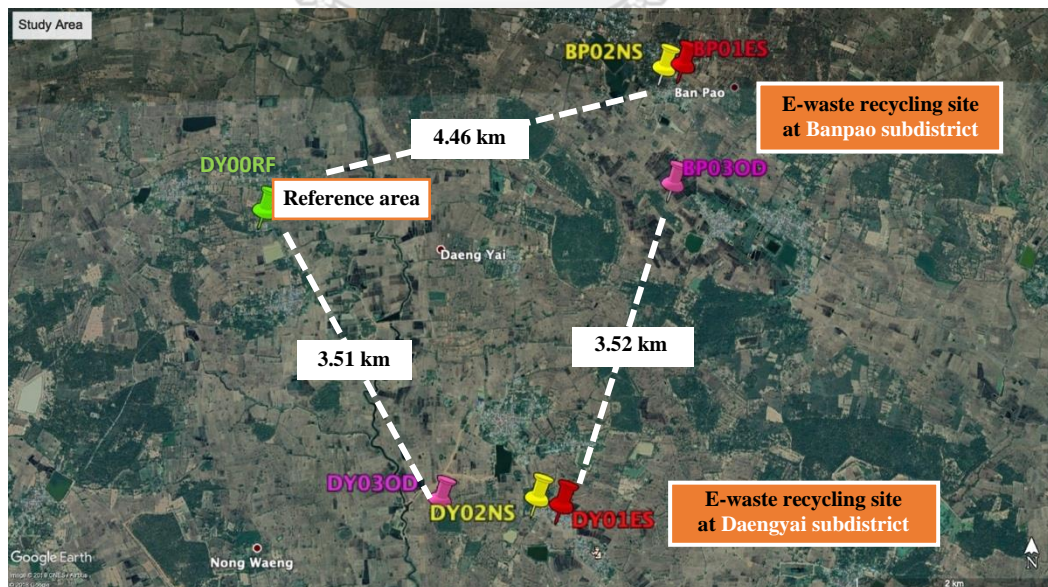 Study Area
BP02NS
BP01ES
Ban Pao
E-waste recycling site
at Banpao subdistrict
4.46 km
DY00RF
Reference area
BP03OD
Daeng Yai
3.51 km
3.52 km
DY03OD
DY02NS
DY01ES
E-waste recycling site
at Daengyai subdistrict
Google Earth
Nong Waeng
N
1
2 km